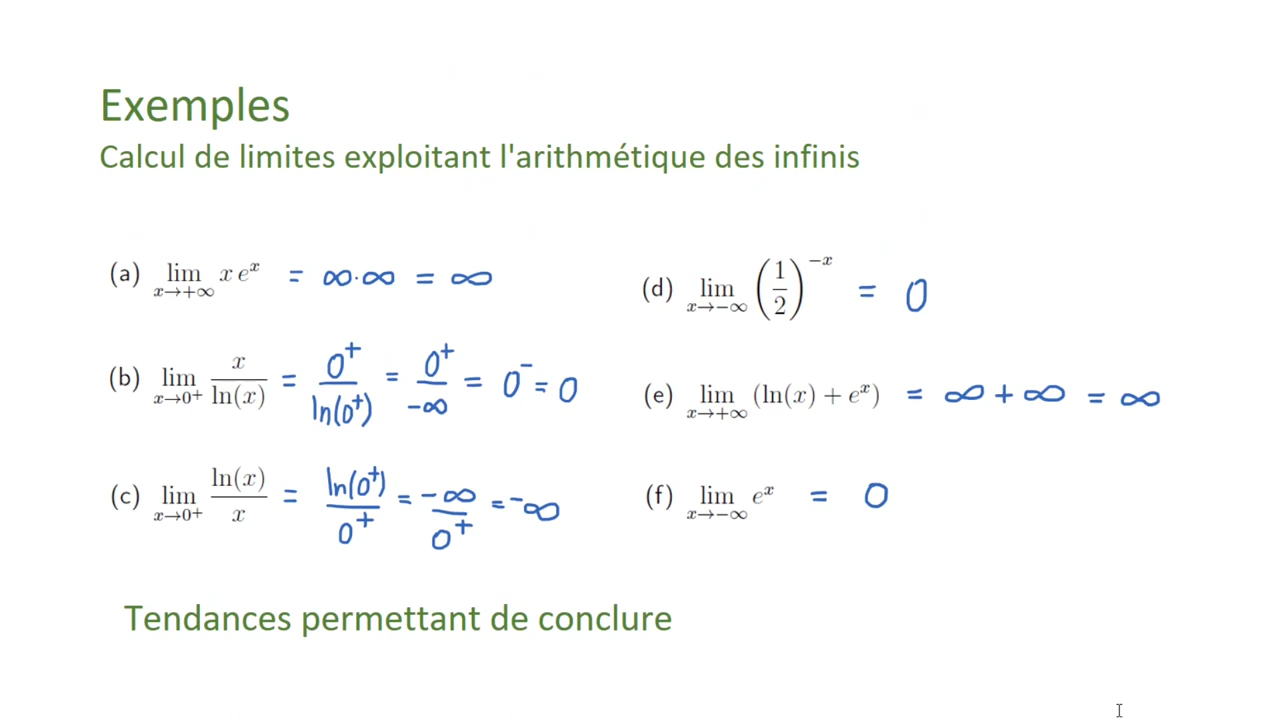 Exemples
Calcul de limites exploitant l'arithmétique des infinis
(a) lim x→+∞ x e^x = ∞·∞ = ∞
(b) lim x→0⁺ x/ln(x) = 0⁺/ln(0⁺) = 0⁺/-∞ = 0⁻ = 0
(c) lim x→0⁺ ln(x)/x = ln(0⁺)/0⁺ = -∞/0⁺ = -∞
(d) lim x→-∞ (1/2)^(-x) = 0
(e) lim x→+∞ (ln(x) + e^x) = ∞ + ∞ = ∞
(f) lim x→-∞ e^x = 0
Tendances permettant de conclure